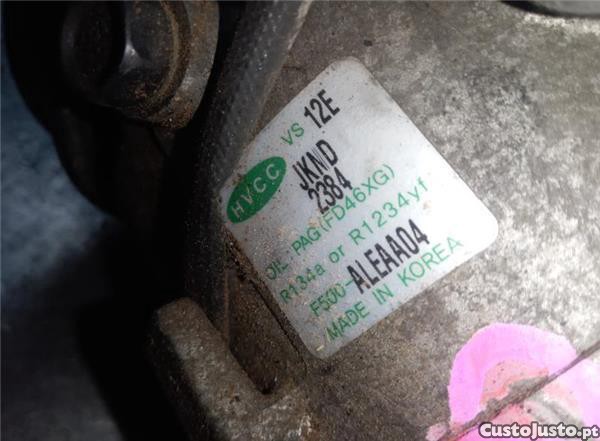 HVCC
VS 12E
JKND
2384
OIL: PAG(FD46XG)
R134a or R1234yf
F500-ALEAA04
MADE IN KOREA
CustoJusto.pt